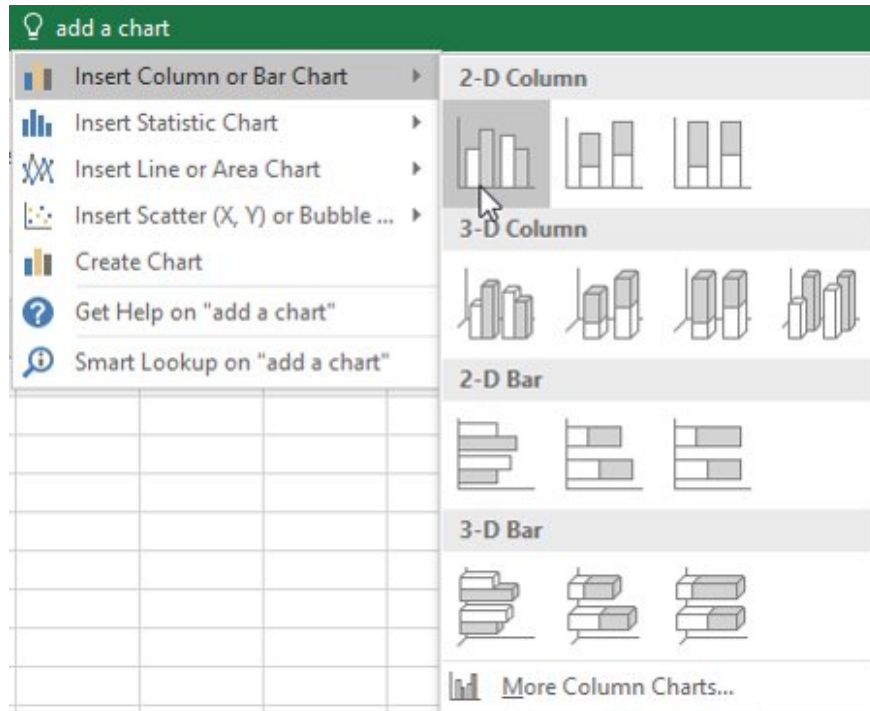 add a chart
Insert Column or Bar Chart
Insert Statistic Chart
Insert Line or Area Chart
Insert Scatter (X, Y) or Bubble ...
Create Chart
Get Help on "add a chart"
Smart Lookup on "add a chart"
2-D Column
3-D Column
2-D Bar
3-D Bar
More Column Charts...